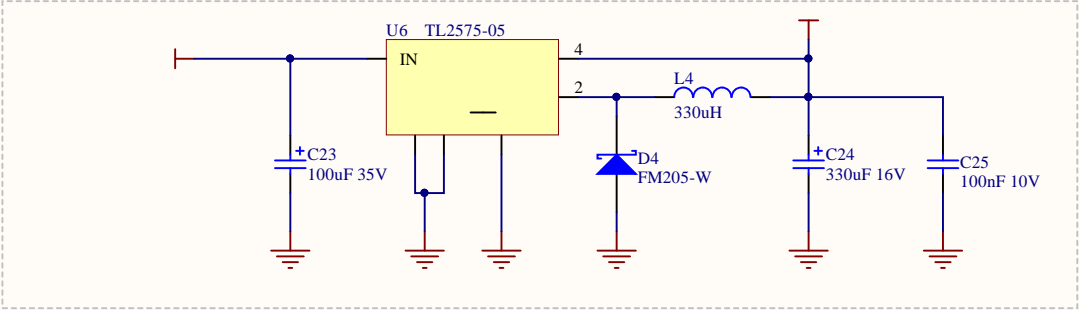 U6 TL2575-05
IN
4
2
L4
330uH
C23
100uF 35V
D4
FM205-W
C24
330uF 16V
C25
100nF 10V